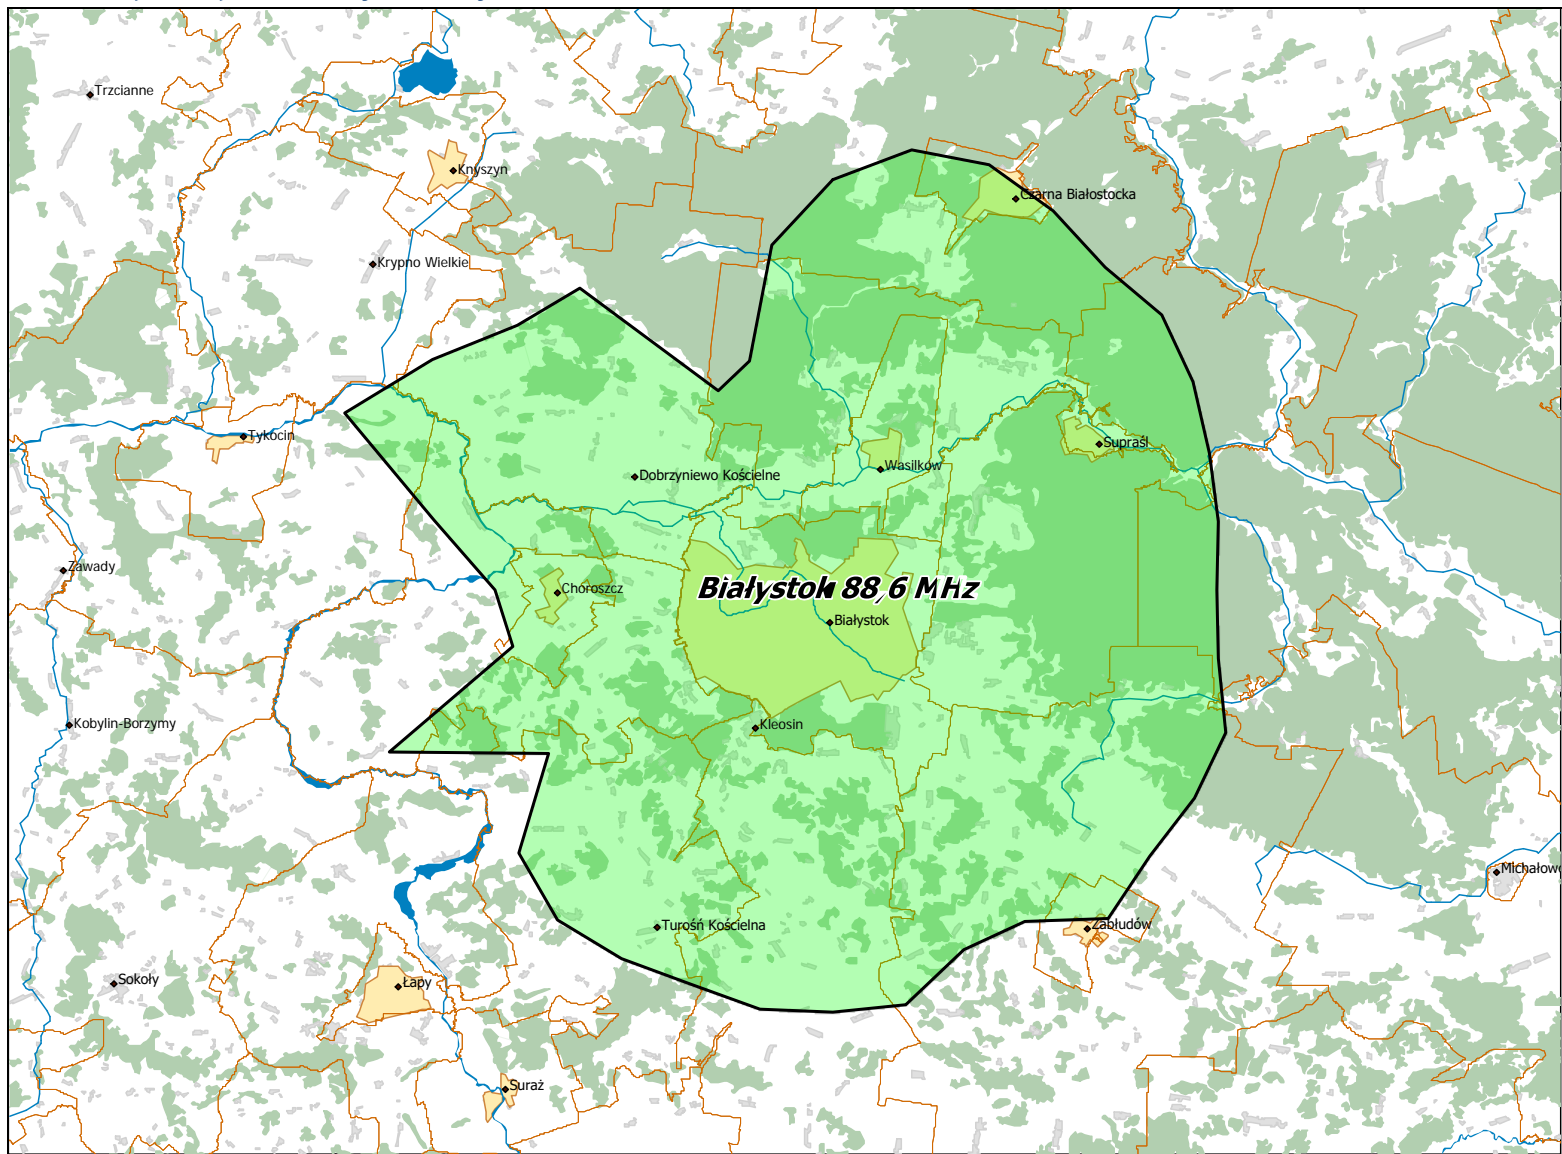 Trzcianne
Knyszyn
Czarna Białostocka
Krypno Wielkie
Tykocin
Supraśl
Wasilków
Dobrzyniewo Kościelne
Zawady
Choroszcz
Białystok 88,6 MHz
Białystok
Kobylin-Borzymy
Kleosin
Michałowo
Turośń Kościelna
Zabłudów
Sokoły
Łapy
Suraż